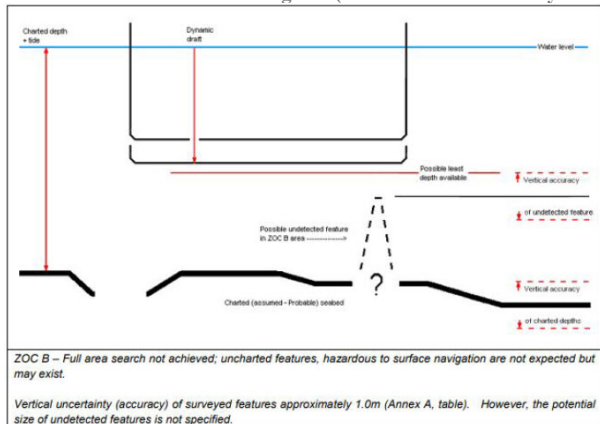 Charted depth
+ tide
Dynamic
draft
Water level
Possible least
depth available
Vertical accuracy
Possible undetected feature
in ZOC B area ------------->
of undetected feature
?
Vertical accuracy
Charted (assumed - Probable) seabed
of charted depths
ZOC B – Full area search not achieved; uncharted features, hazardous to surface navigation are not expected but
may exist.
Vertical uncertainty (accuracy) of surveyed features approximately 1.0m (Annex A, table). However, the potential
size of undetected features is not specified.